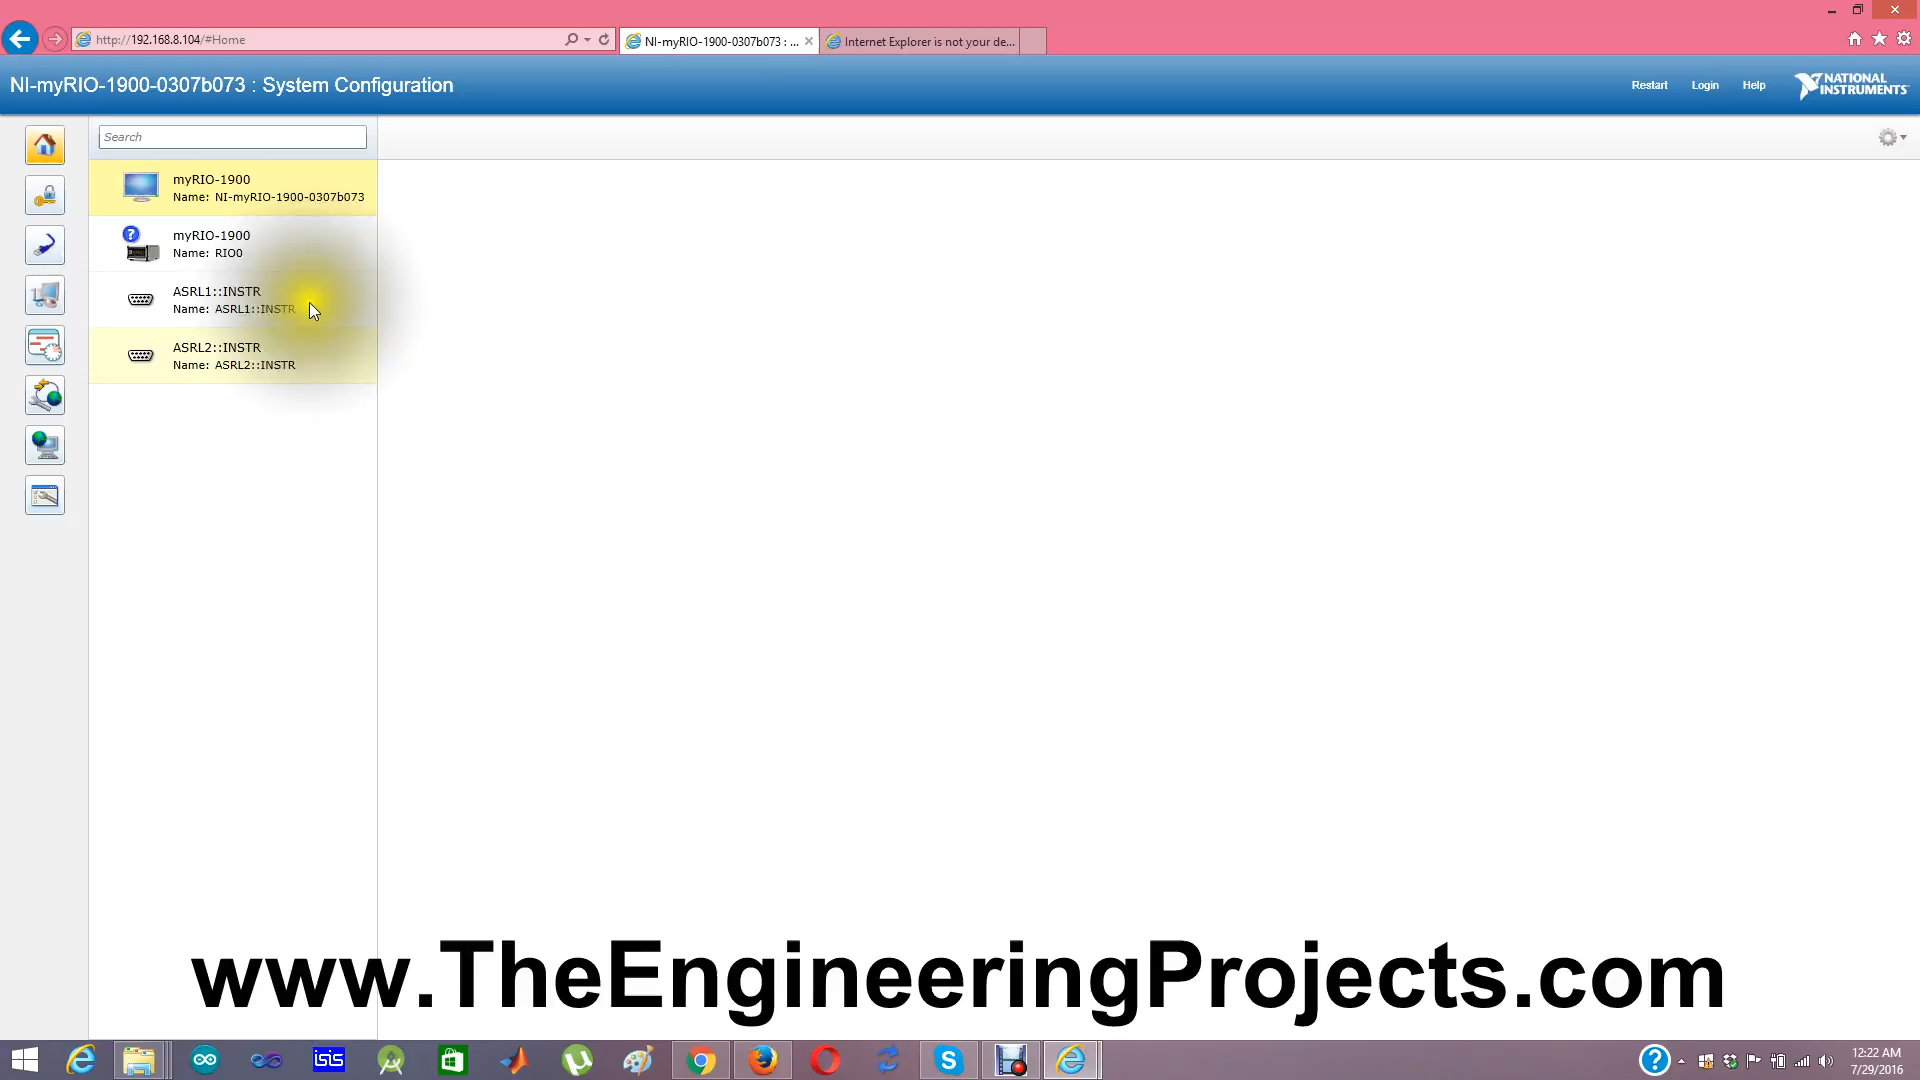 http://192.168.8.104/#Home
NI-myRIO-1900-0307b073 : ...
Internet Explorer is not your de...
NI-myRIO-1900-0307b073 : System Configuration
Restart
Login
Help
NATIONAL
INSTRUMENTS
Search
myRIO-1900
Name: NI-myRIO-1900-0307b073
myRIO-1900
Name: RIO0
ASRL1::INSTR
Name: ASRL1::INSTR
ASRL2::INSTR
Name: ASRL2::INSTR
www.TheEngineeringProjects.com
isis
12:22 AM
7/29/2016